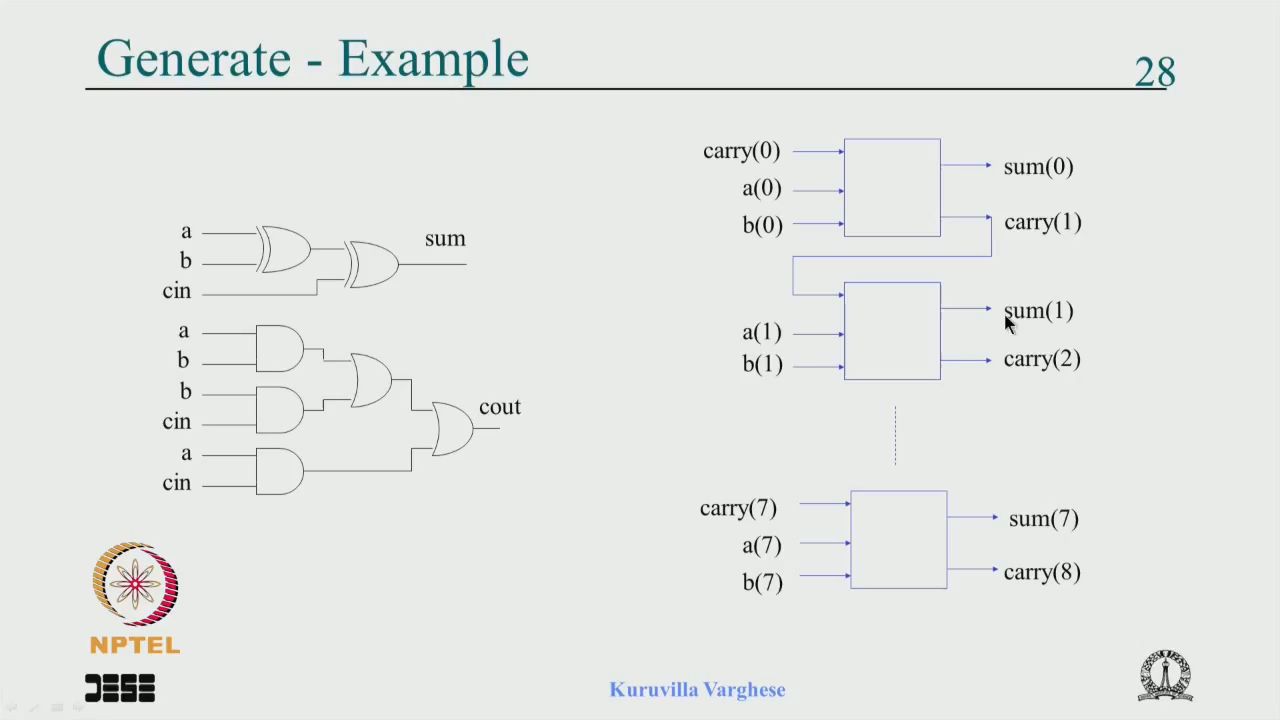 Generate - Example
28
a
b
cin
sum
a
b
b
cin
a
cin
cout
carry(0)
a(0)
b(0)
sum(0)
carry(1)
a(1)
b(1)
sum(1)
carry(2)
carry(7)
a(7)
b(7)
sum(7)
carry(8)
NPTEL
Kuruvilla Varghese